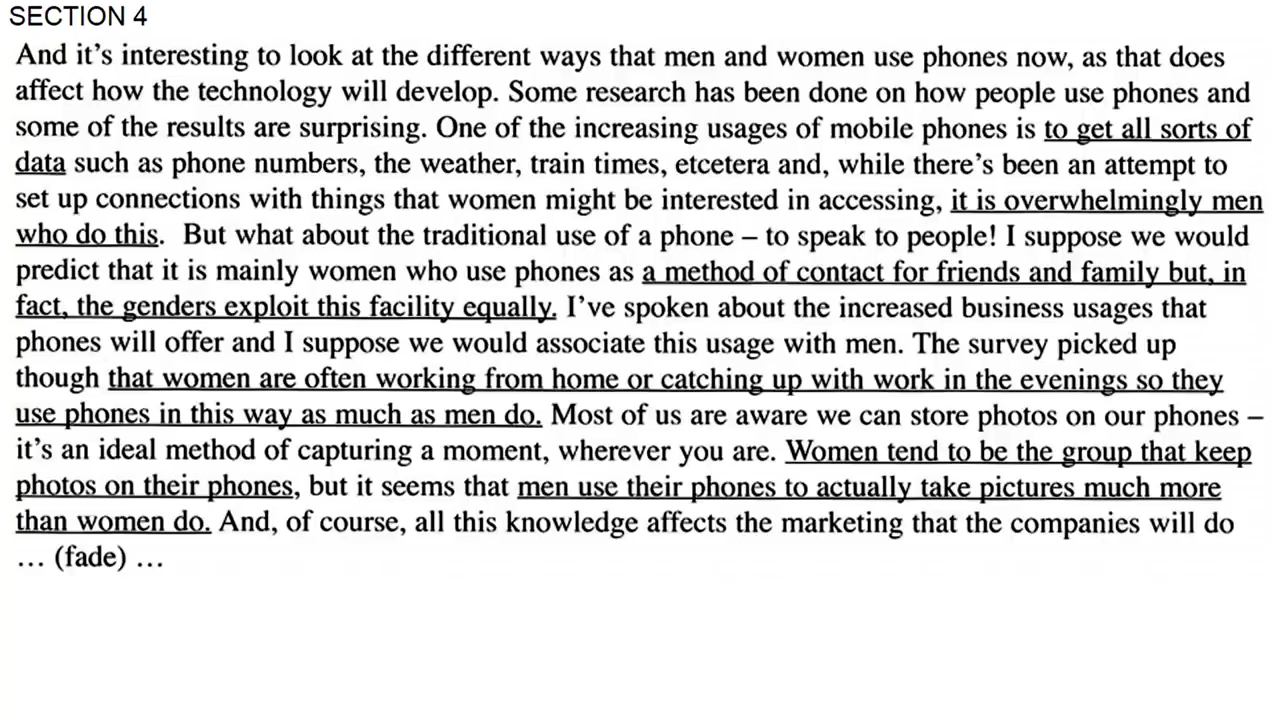 SECTION 4
And it's interesting to look at the different ways that men and women use phones now, as that does
affect how the technology will develop. Some research has been done on how people use phones and
some of the results are surprising. One of the increasing usages of mobile phones is to get all sorts of
data such as phone numbers, the weather, train times, etcetera and, while there's been an attempt to
set up connections with things that women might be interested in accessing, it is overwhelmingly men
who do this. But what about the traditional use of a phone – to speak to people! I suppose we would
predict that it is mainly women who use phones as a method of contact for friends and family but, in
fact, the genders exploit this facility equally. I've spoken about the increased business usages that
phones will offer and I suppose we would associate this usage with men. The survey picked up
though that women are often working from home or catching up with work in the evenings so they
use phones in this way as much as men do. Most of us are aware we can store photos on our phones –
it's an ideal method of capturing a moment, wherever you are. Women tend to be the group that keep
photos on their phones, but it seems that men use their phones to actually take pictures much more
than women do. And, of course, all this knowledge affects the marketing that the companies will do
... (fade) ...